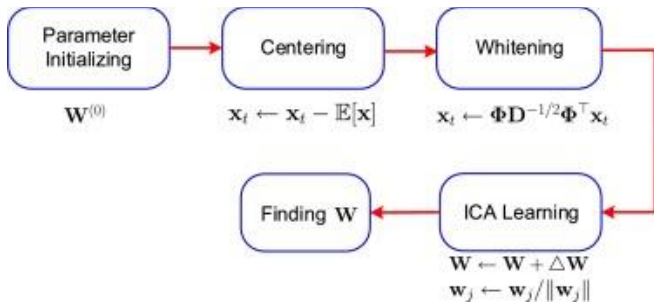 Parameter
Initializing
Centering
Whitening
W⁽⁰⁾
x_t ← x_t − 𝔼[x]
x_t ← ΦD^{−1/2}Φ^⊤x_t
Finding W
ICA Learning
W ← W + △W
w_j ← w_j/‖w_j‖